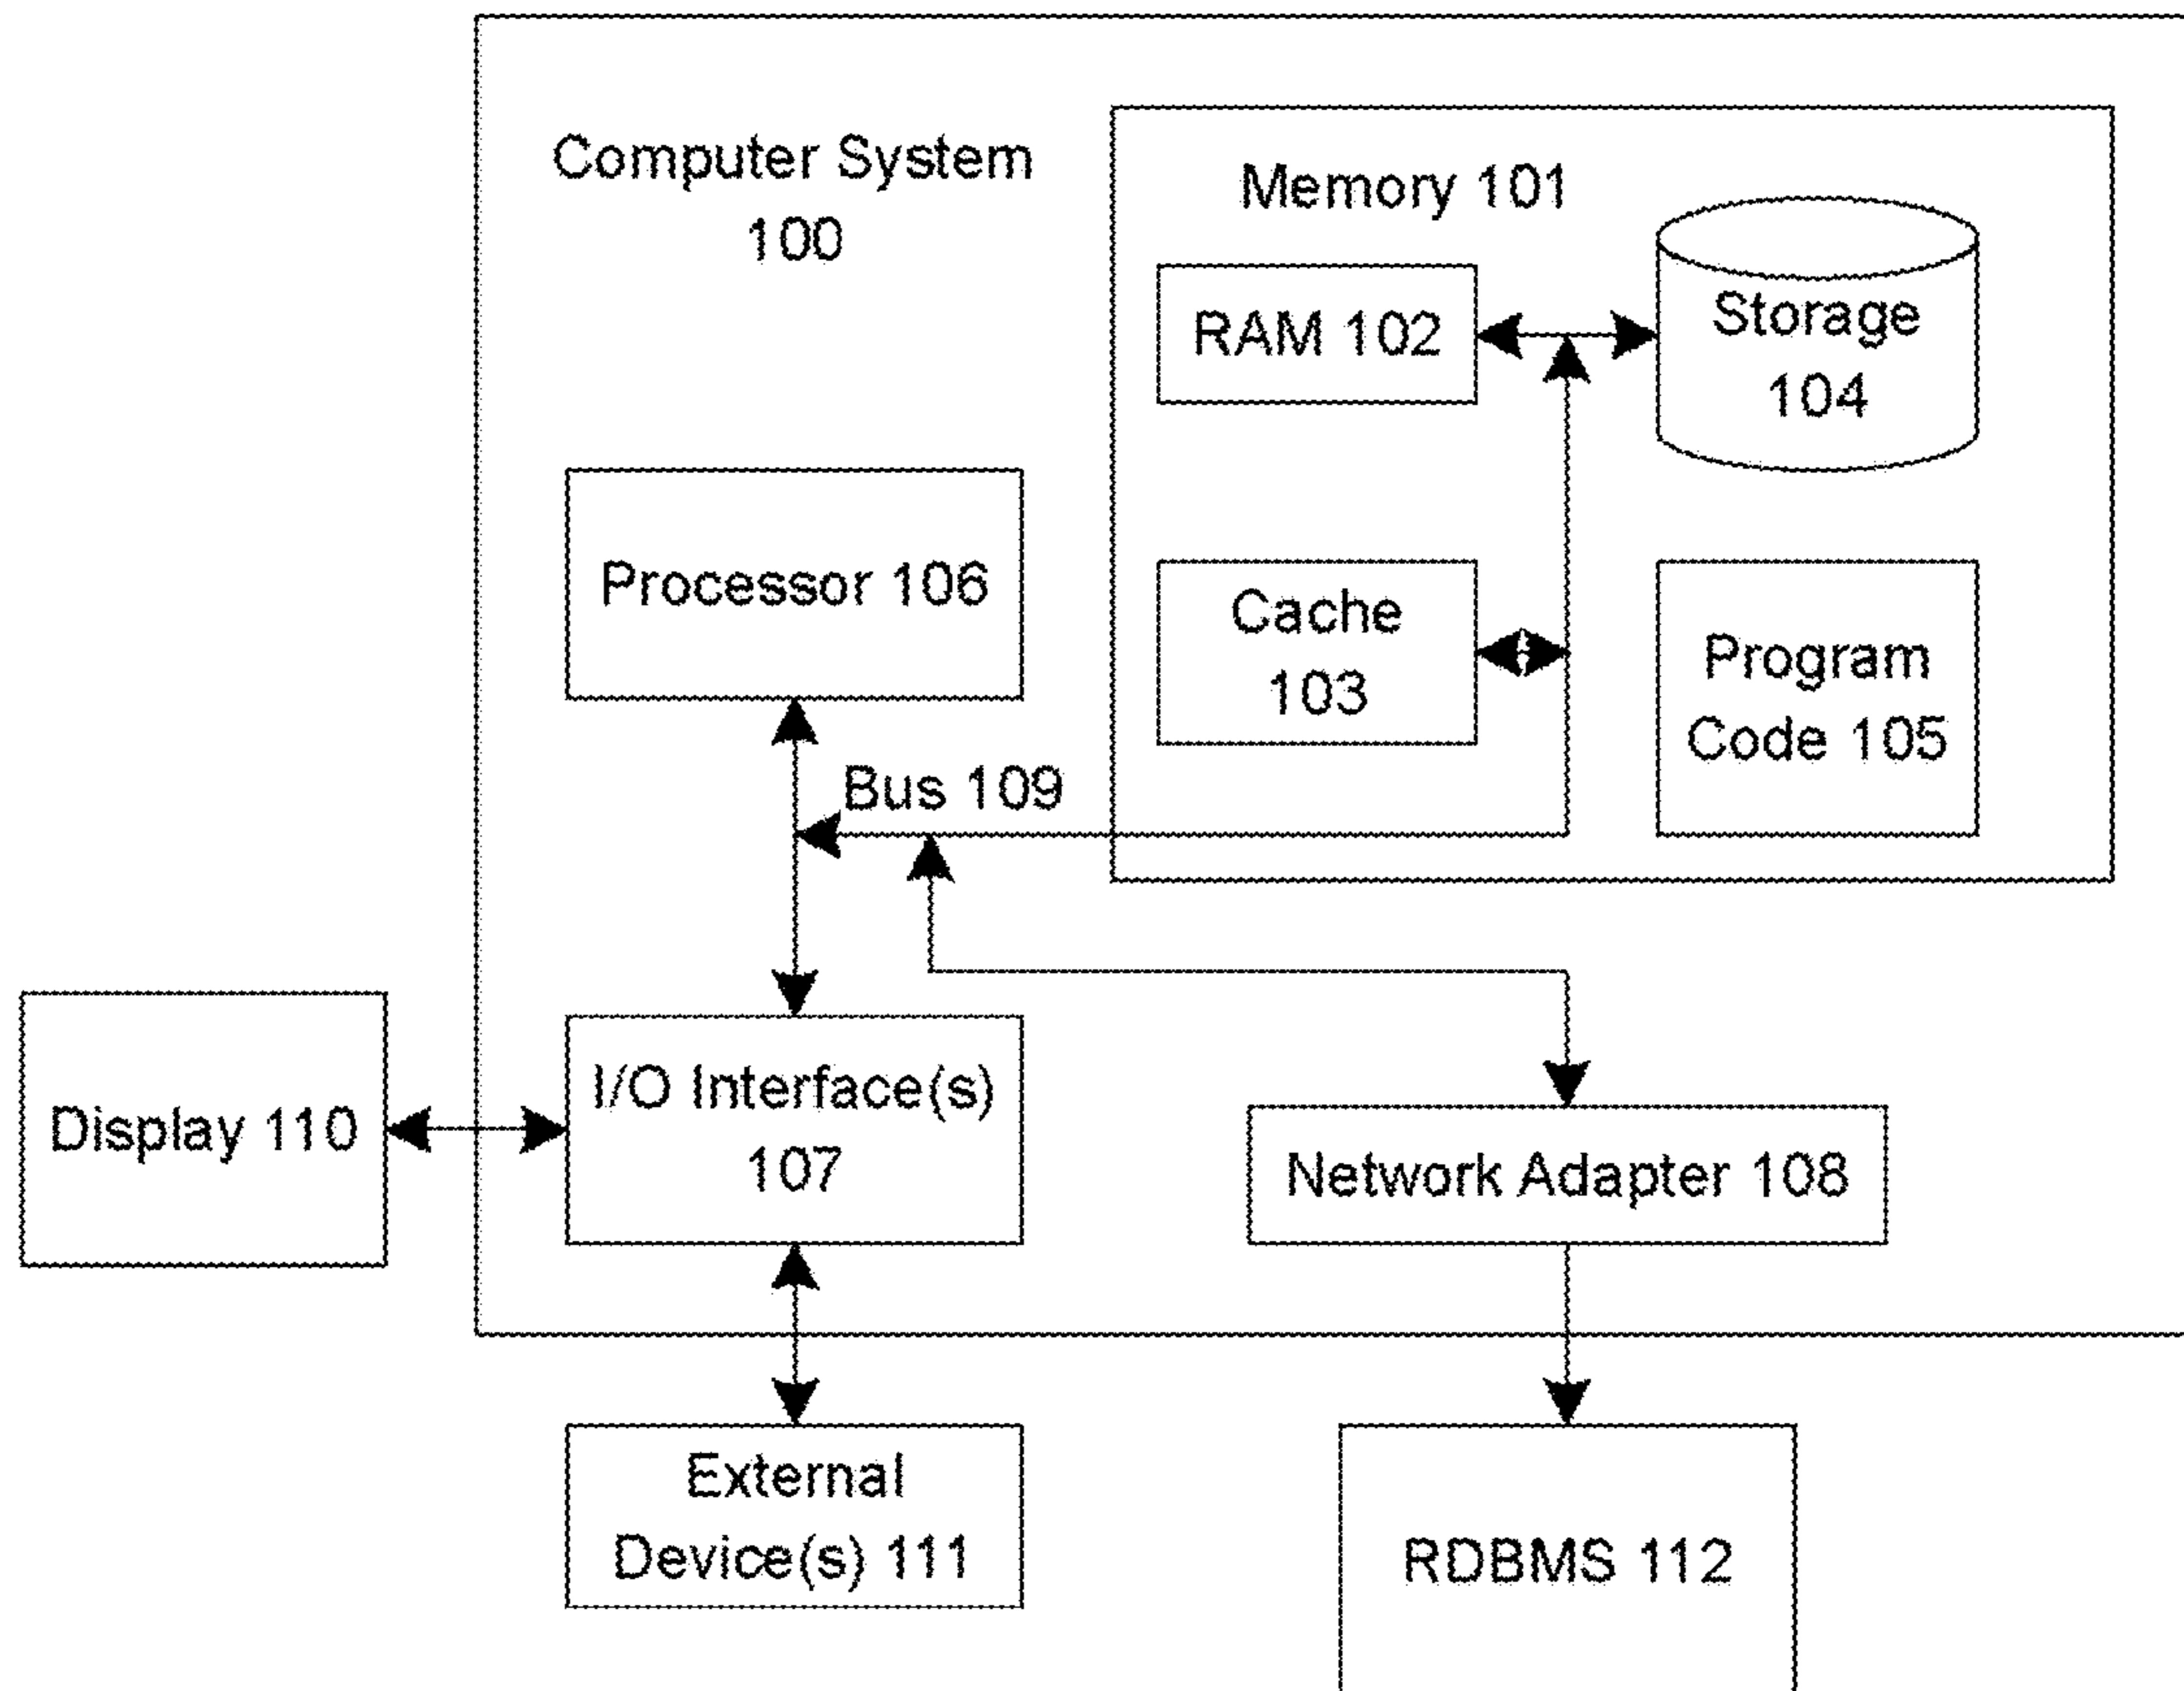 Computer System
100
Memory 101
RAM 102
Storage
104
Processor 106
Cache
103
Program
Code 105
Bus 109
Display 110
I/O Interface(s)
107
Network Adapter 108
External
Device(s) 111
RDBMS 112